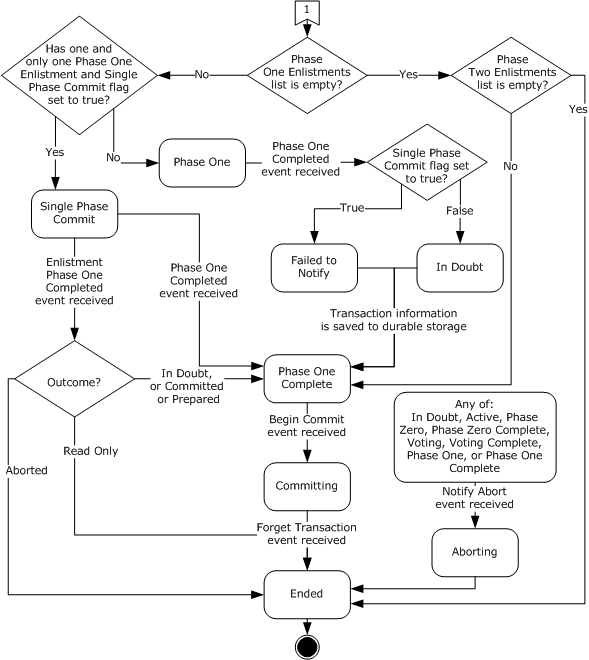 1
Has one and
only one Phase One
Enlistment and Single
Phase Commit flag
set to true?
No
Phase
One Enlistments
list is empty?
Yes
Phase
Two Enlistments
list is empty?
Yes
Yes
No
Phase One
Phase One
Completed
event received
Single Phase
Commit flag set
to true?
No
Single Phase
Commit
True
False
Enlistment
Phase One
Completed
event received
Phase One
Completed
event received
Failed to
Notify
In Doubt
Transaction information
is saved to durable storage
Outcome?
In Doubt,
or Committed
or Prepared
Phase One
Complete
Any of:
In Doubt, Active, Phase
Zero, Phase Zero Complete,
Voting, Voting Complete,
Phase One, or Phase One
Complete
Begin Commit
event received
Aborted
Read Only
Committing
Notify Abort
event received
Forget Transaction
event received
Aborting
Ended